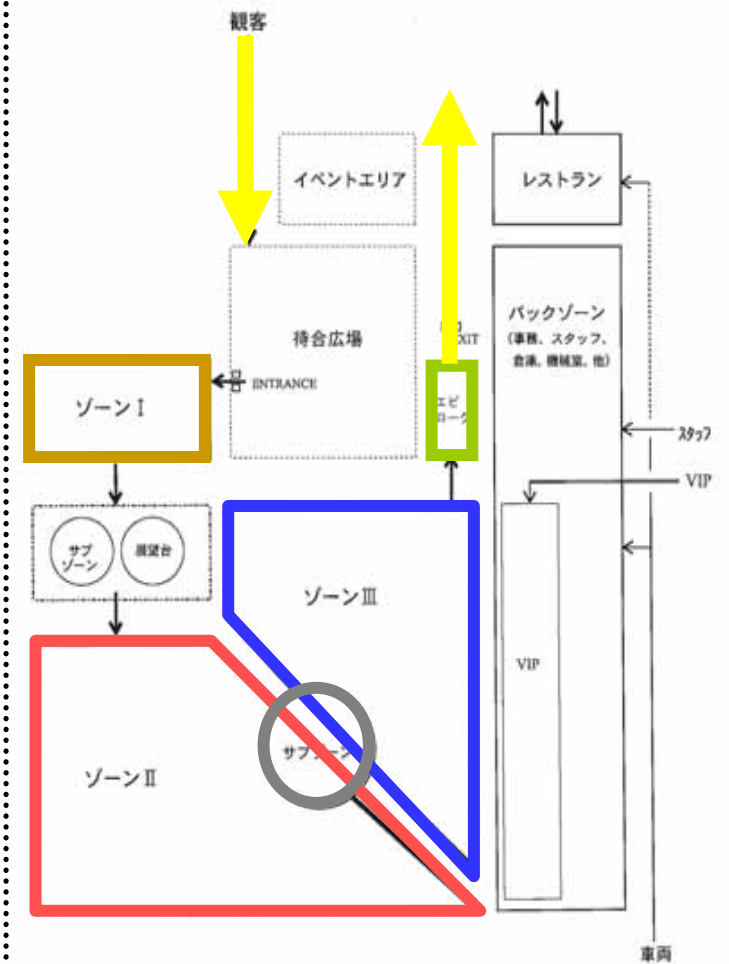 観客
イベントエリア
レストラン
待合広場
バックゾーン
(事務、スタッフ、
倉庫、機械室、他)
XIT
ENTRANCE
ゾーンⅠ
エピ
ローグ
スタッフ
VIP
サブ
ゾーン
展望台
ゾーンⅢ
VIP
サブゾーン
ゾーンⅡ
車両